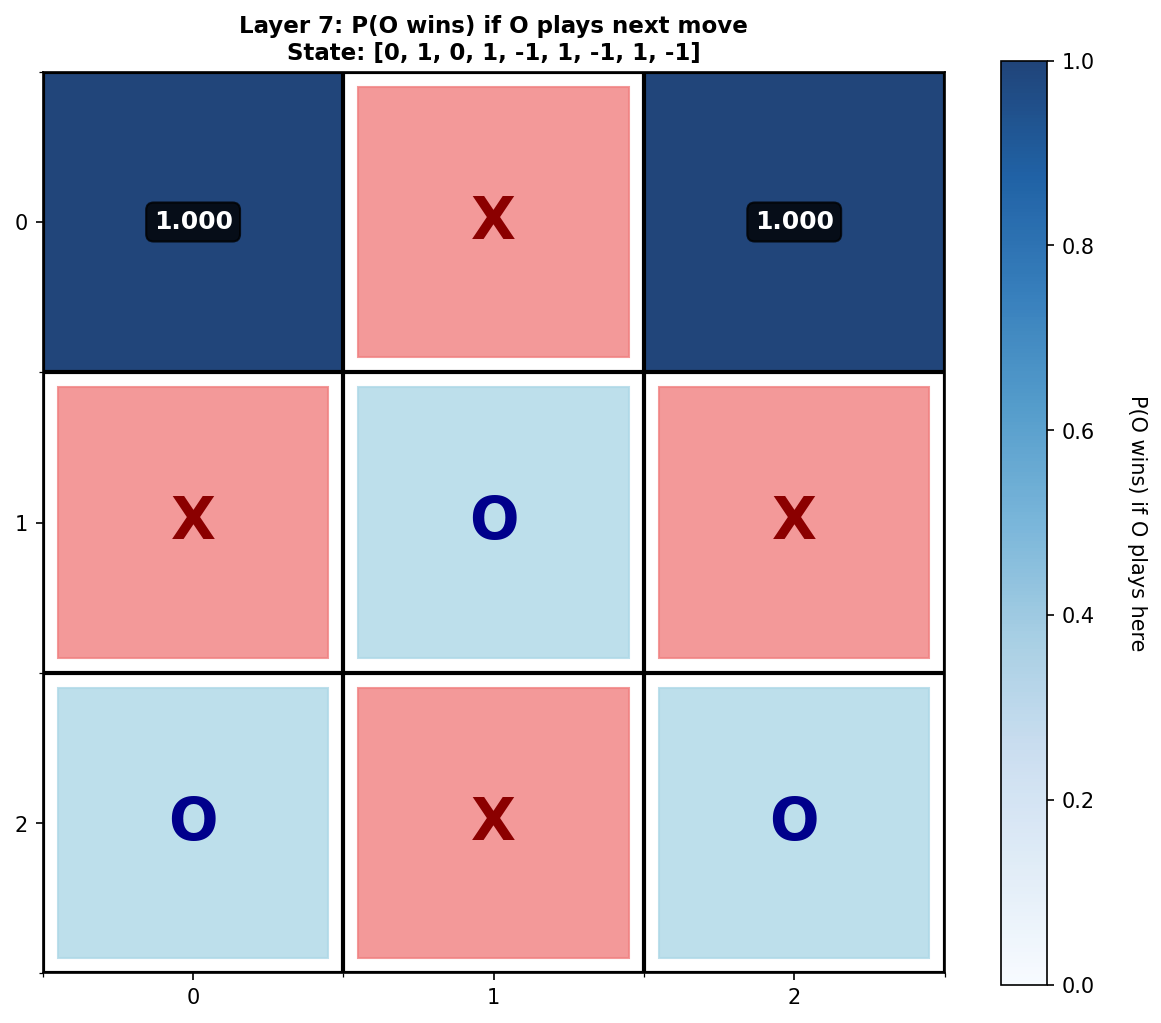 Layer 7: P(O wins) if O plays next move
State: [0, 1, 0, 1, -1, 1, -1, 1, -1]
0
1.000
X
1.000
1
X
O
X
2
O
X
O
0
1
2
1.0
0.8
0.6
0.4
0.2
0.0
P(O wins) if O plays here